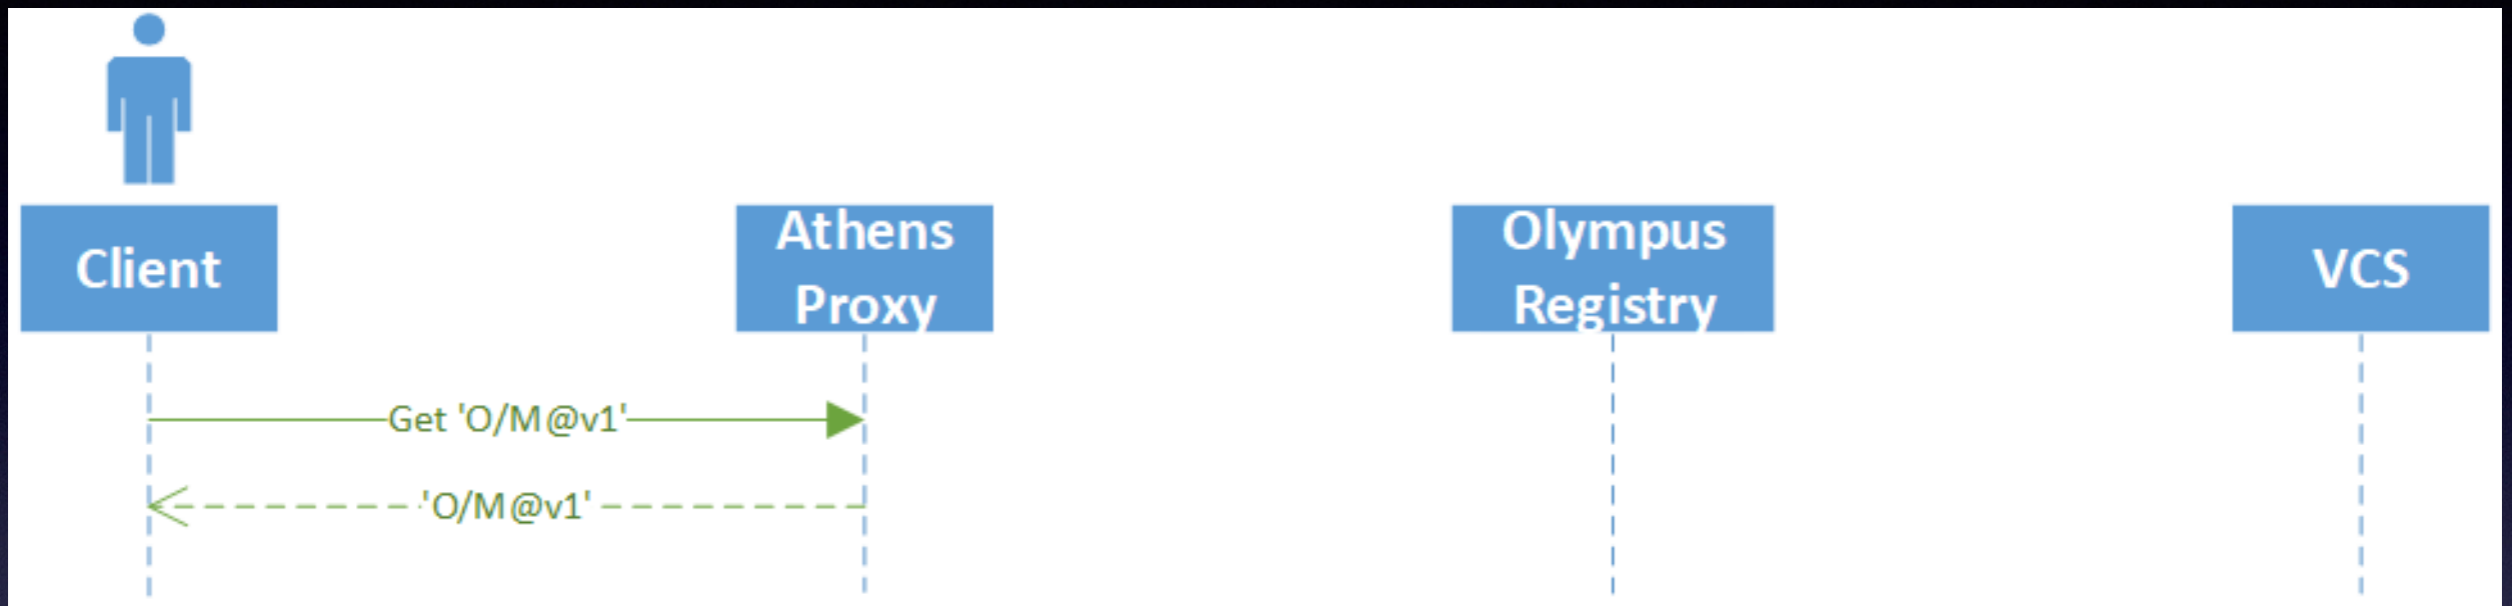 Client
Athens
Proxy
Olympus
Registry
VCS
Get 'O/M@v1'
'O/M@v1'